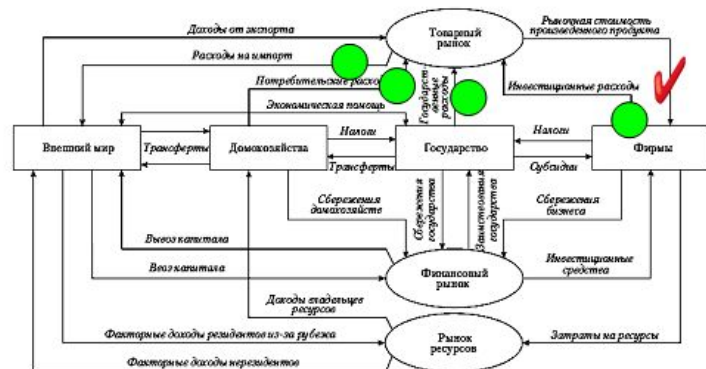 Доходы от экспорта
Товарный
рынок
Рыночная стоимость
произведенного продукта
Расходы на импорт
Потребительские расходы
Государст-
венные
расходы
Инвестиционные расходы
Экономическая помощь
Внешний мир
Трансферты
Домохозяйства
Налоги
Трансферты
Государство
Налоги
Субсидии
Фирмы
Сбережения
домохозяйств
Сбережения
государства
Заимствования
государства
Сбережения
бизнеса
Вывоз капитала
Ввоз капитала
Финансовый
рынок
Инвестиционные
средства
Доходы владельцев
ресурсов
Факторные доходы резидентов из-за рубежа
Рынок
ресурсов
Затраты на ресурсы
Факторные доходы нерезидентов